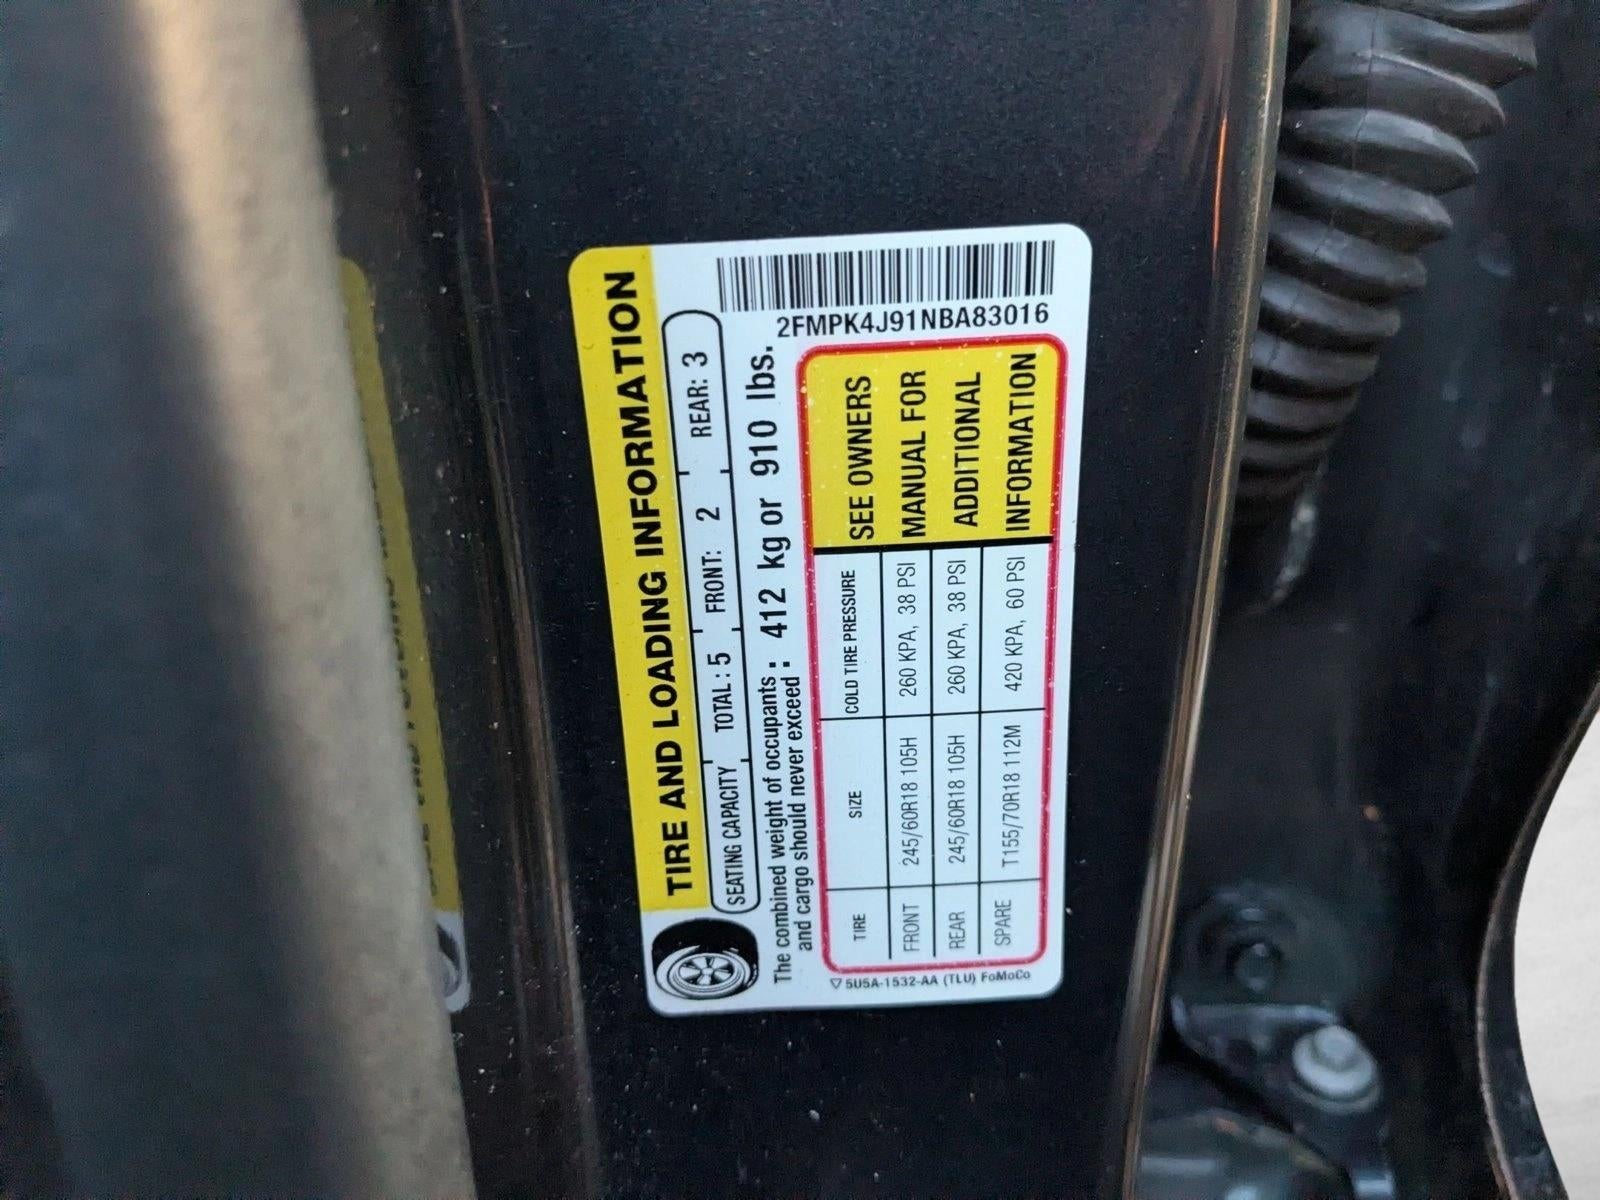 TIRE AND LOADING INFORMATION
SEATING CAPACITY TOTAL: 5 FRONT: 2 REAR: 3
The combined weight of occupants
and cargo should never exceed : 412 kg or 910 lbs.
2FMPK4J91NBA83016
TIRE SIZE COLD TIRE PRESSURE
FRONT 245/60R18 105H 260 KPA, 38 PSI
REAR 245/60R18 105H 260 KPA, 38 PSI
SPARE T155/70R18 112M 420 KPA, 60 PSI
SEE OWNERS
MANUAL FOR
ADDITIONAL
INFORMATION
5U5A-1532-AA (TLU) FoMoCo